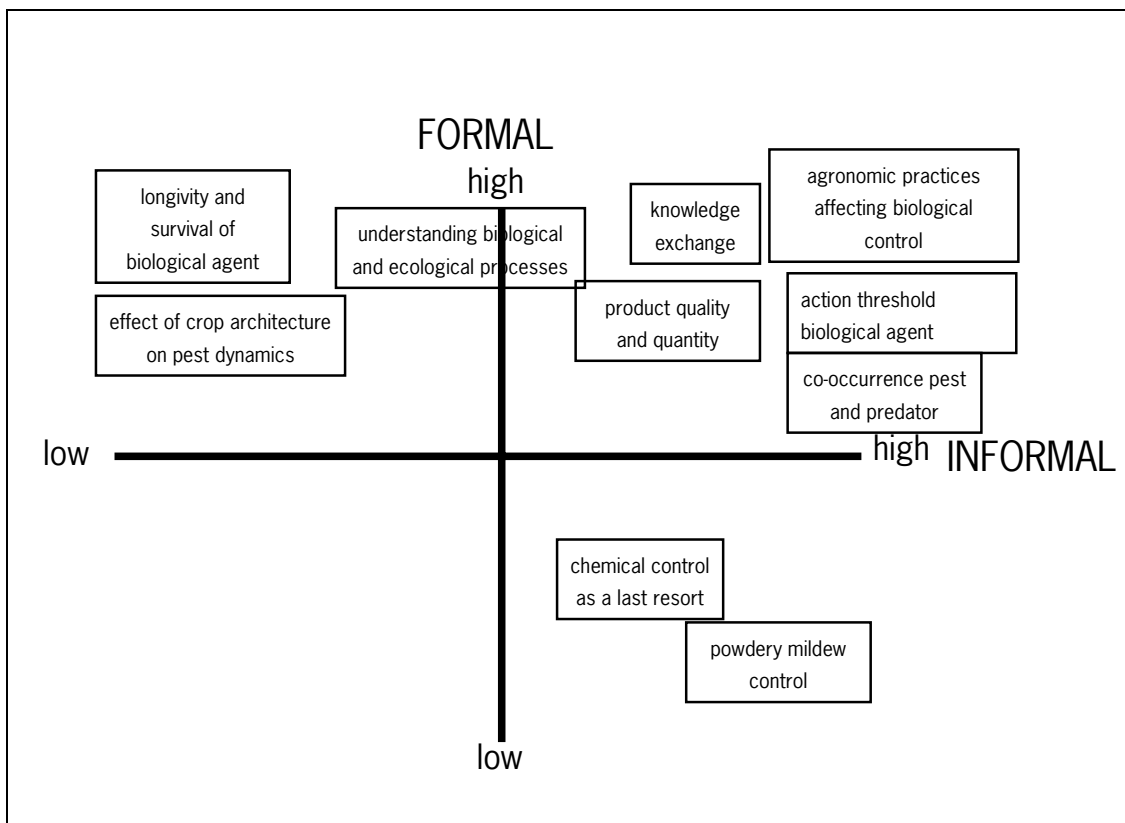 FORMAL
high
longivity and
survival of
biological agent
understanding biological
and ecological processes
knowledge
exchange
agronomic practices
affecting biological
control
effect of crop architecture
on pest dynamics
product quality
and quantity
action threshold
biological agent
co-occurrence pest
and predator
low
high INFORMAL
chemical control
as a last resort
powdery mildew
control
low